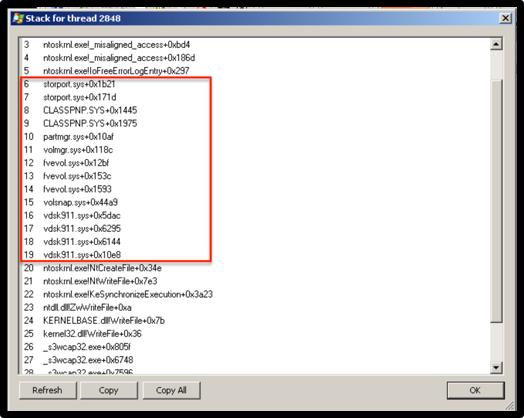 Stack for thread 2848
3 ntoskrnl.exe!_misaligned_access+0xbd4
4 ntoskrnl.exe!_misaligned_access+0x186d
5 ntoskrnl.exe!IoFreeErrorLogEntry+0x297
6 storport.sys+0x1b21
7 storport.sys+0x171d
8 CLASSPNP.SYS+0x1445
9 CLASSPNP.SYS+0x1975
10 partmgr.sys+0x10af
11 volmgr.sys+0x118c
12 fvevol.sys+0x12bf
13 fvevol.sys+0x153c
14 fvevol.sys+0x1593
15 volsnap.sys+0x44a9
16 vdsk911.sys+0x5dac
17 vdsk911.sys+0x6295
18 vdsk911.sys+0x6144
19 vdsk911.sys+0x10e8
20 ntoskrnl.exe!NtCreateFile+0x34e
21 ntoskrnl.exe!NtWriteFile+0x7e3
22 ntoskrnl.exe!KeSynchronizeExecution+0x3a23
23 ntdll.dll!ZwWriteFile+0xa
24 KERNELBASE.dll!WriteFile+0x7b
25 kernel32.dll!WriteFile+0x36
26 _s3wcap32.exe+0x805f
27 _s3wcap32.exe+0x6748
28 _s3wcap32.exe+0x7596
Refresh Copy Copy All OK